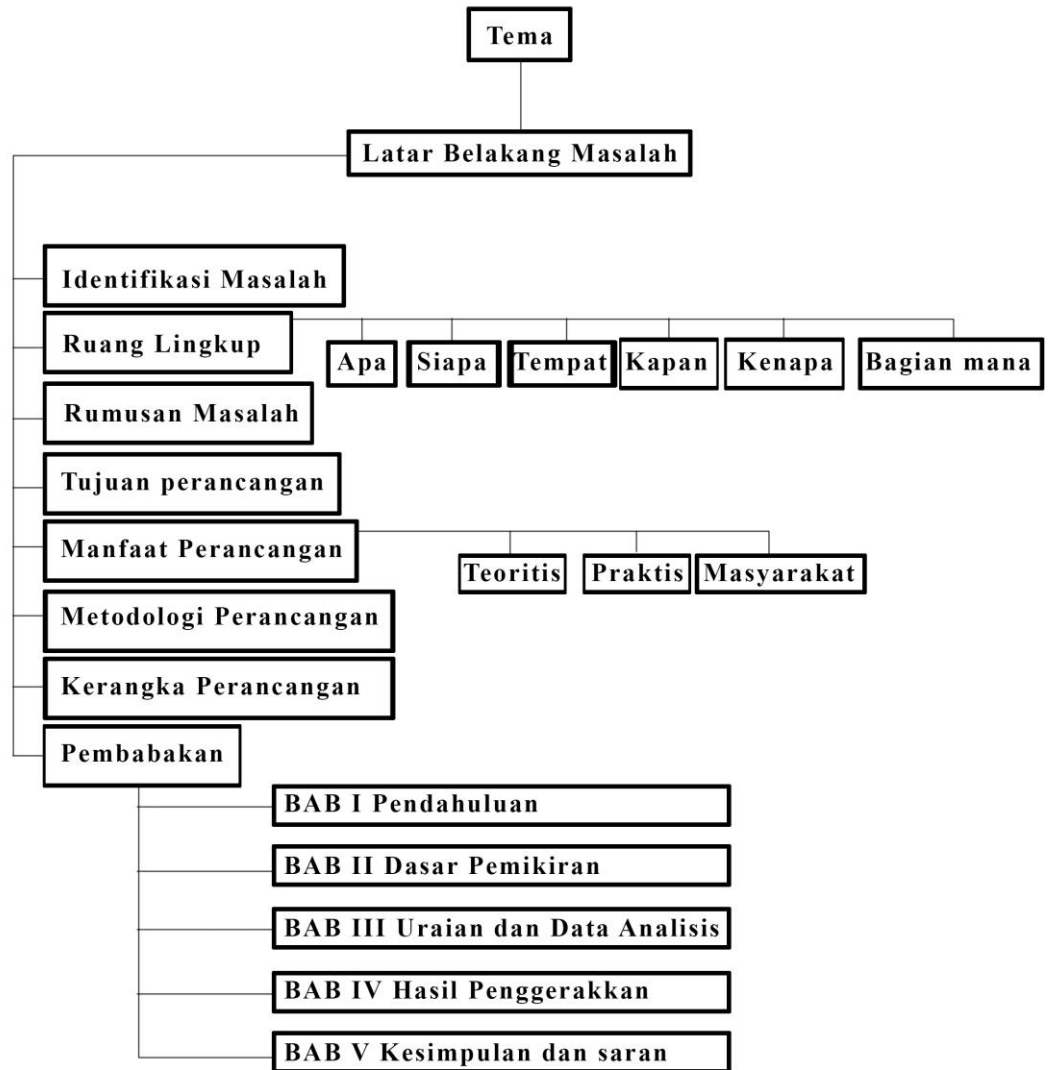 Tema
Latar Belakang Masalah
Identifikasi Masalah
Ruang Lingkup
Apa
Siapa
Tempat
Kapan
Kenapa
Bagian mana
Rumusan Masalah
Tujuan perancangan
Manfaat Perancangan
Teoritis
Praktis
Masyarakat
Metodologi Perancangan
Kerangka Perancangan
Pembabakan
BAB I Pendahuluan
BAB II Dasar Pemikiran
BAB III Uraian dan Data Analisis
BAB IV Hasil Penggerakkan
BAB V Kesimpulan dan saran